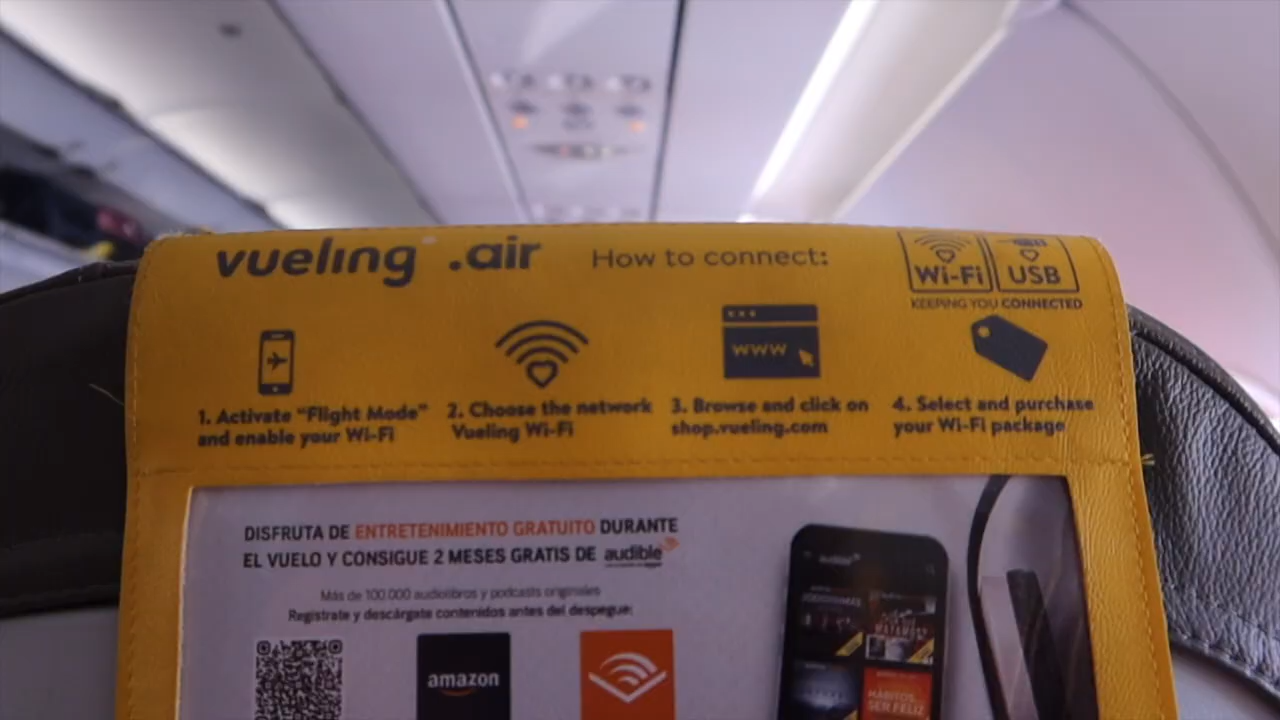 vueling .air How to connect:
Wi-Fi USB
KEEPING YOU CONNECTED
www
1. Activate "Flight Mode"
and enable your Wi-Fi
2. Choose the network
Vueling Wi-Fi
3. Browse and click on
shop.vueling.com
4. Select and purchase
your Wi-Fi package
DISFRUTA DE ENTRETENIMIENTO GRATUITO DURANTE
EL VUELO Y CONSIGUE 2 MESES GRATIS DE audible
Más de 100.000 audiolibros y podcasts originales
Regístrate y descárgate contenidos antes del despegue:
amazon
audible
HÁBITOS,
SER FELIZ